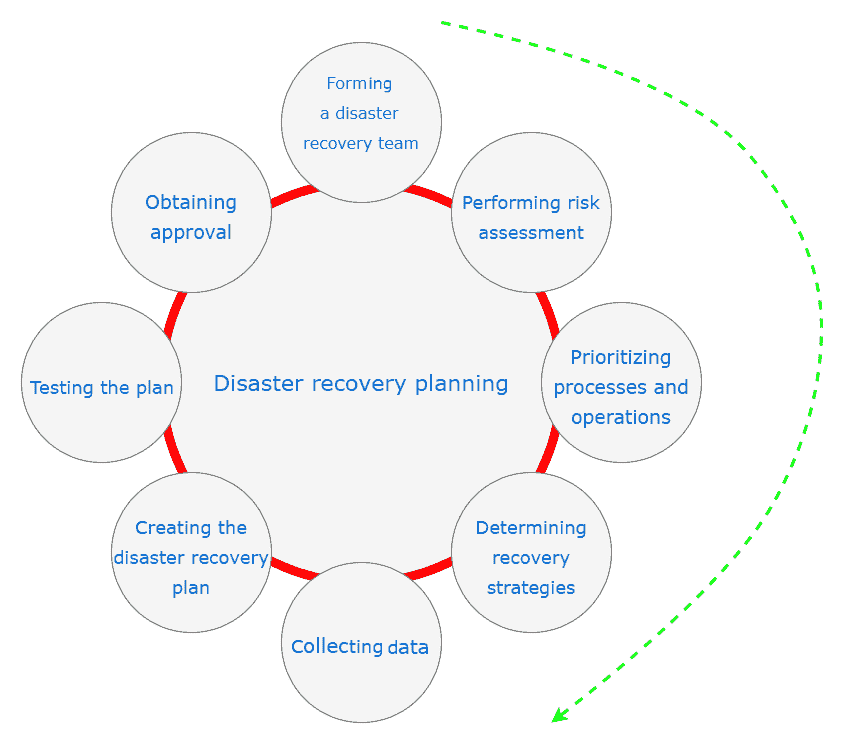 Forming
a disaster
recovery team
Performing risk
assessment
Prioritizing
processes and
operations
Determining
recovery
strategies
Collecting data
Creating the
disaster recovery
plan
Testing the plan
Obtaining
approval
Disaster recovery planning